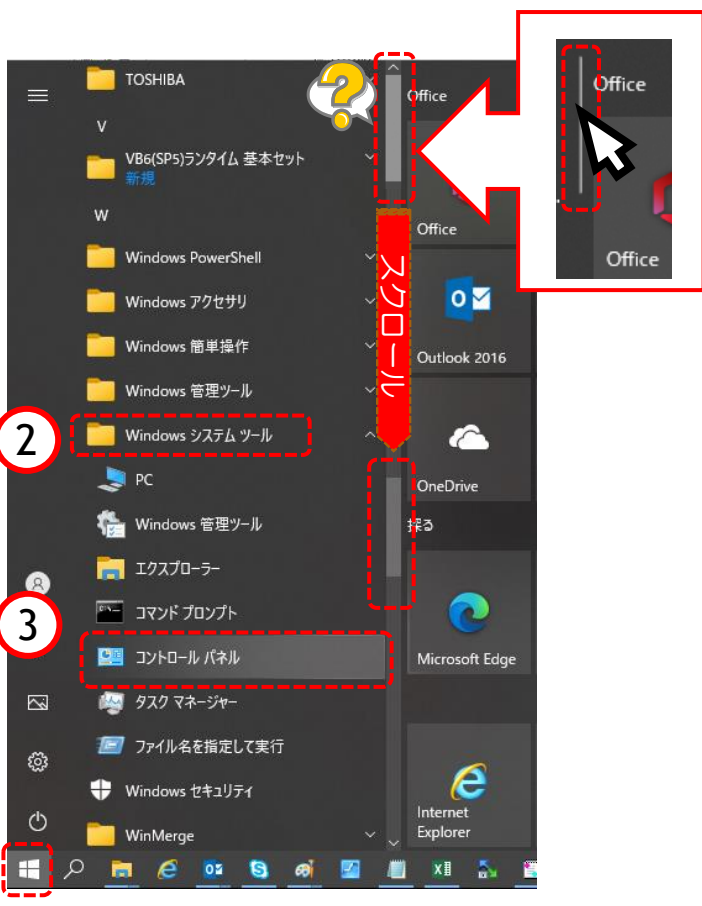 TOSHIBA
V
VB6(SP5)ランタイム 基本セット
新規
W
Windows PowerShell
Windows アクセサリ
Windows 簡単操作
Windows 管理ツール
2
Windows システム ツール
PC
Windows 管理ツール
エクスプローラー
3
コマンド プロンプト
コントロール パネル
タスク マネージャー
ファイル名を指定して実行
Windows セキュリティ
WinMerge
?
スクロール
Office
Office
Outlook 2016
OneDrive
探る
Microsoft Edge
Internet
Explorer
Office
Office